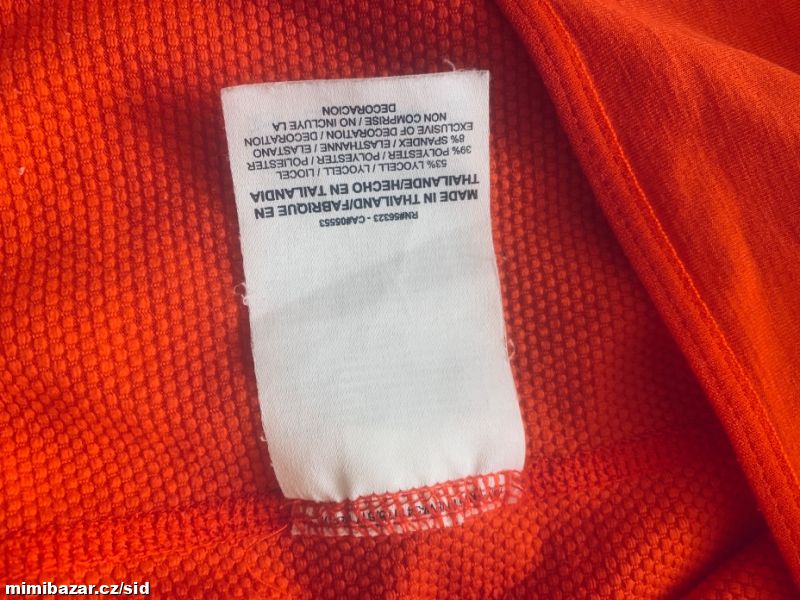 RN#56323 - CA#05553
MADE IN THAILAND/FABRIQUE EN
THAILANDE/HECHO EN TAILANDIA
53% LYOCELL / LYOCELL / LIOCEL
39% POLYESTER / POLYESTER / POLIESTER
8% SPANDEX / ELASTHANNE / ELASTANO
EXCLUSIVE OF DECORATION / DECORATION
NON COMPRISE / NO INCLUYE LA
DECORACION
mimibazar.cz/sid